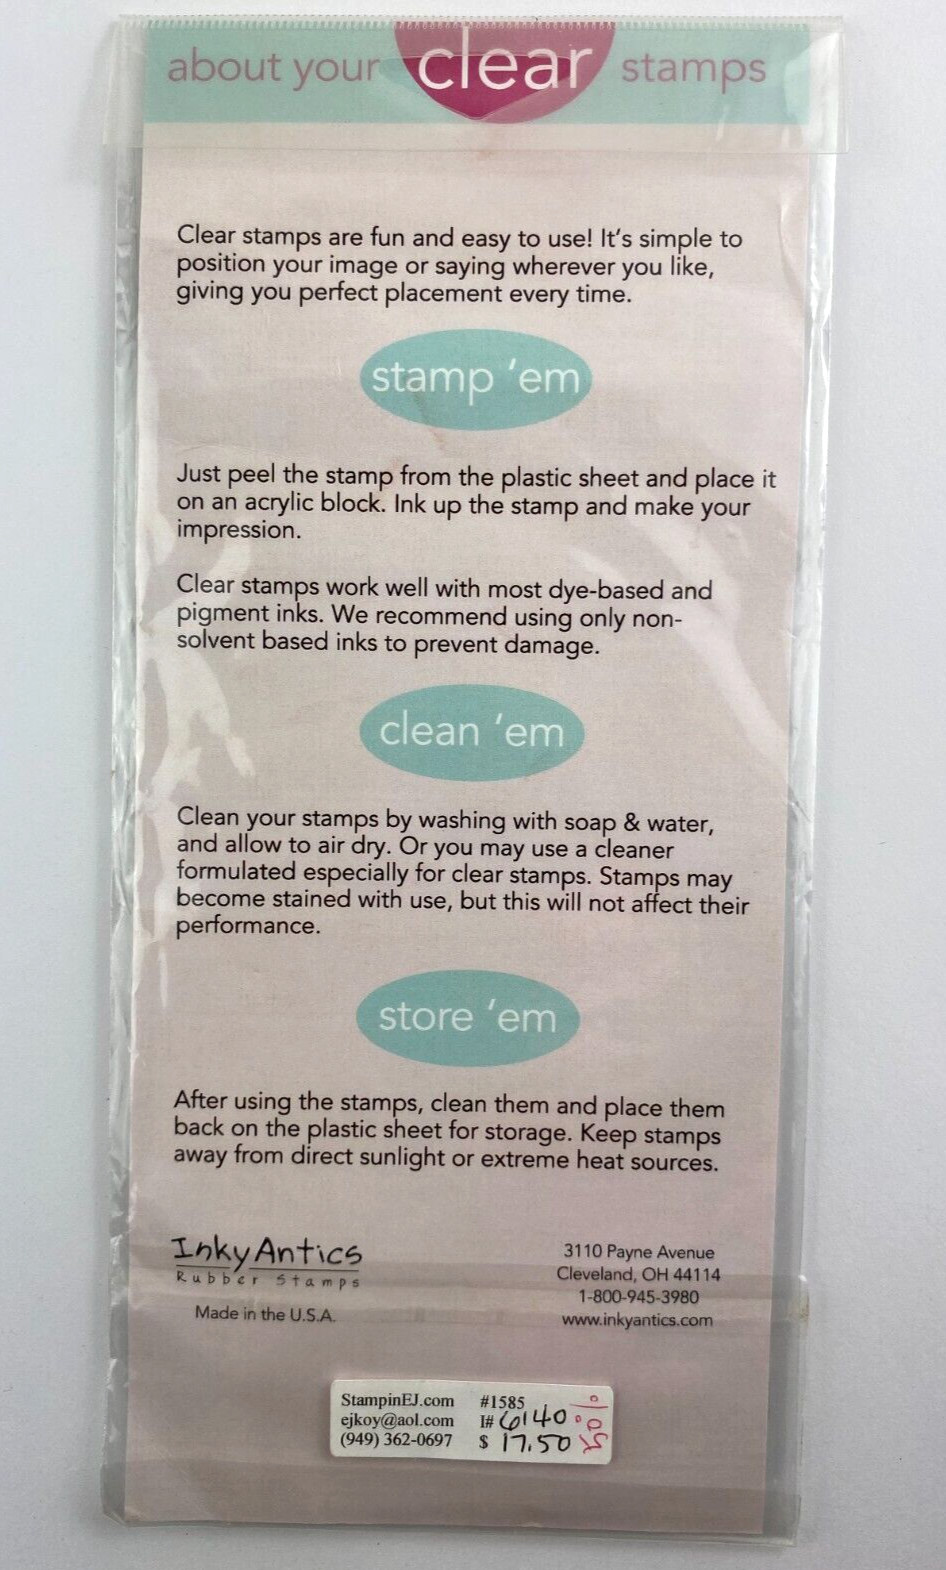 about your clear stamps
Clear stamps are fun and easy to use! It's simple to
position your image or saying wherever you like,
giving you perfect placement every time.
stamp 'em
Just peel the stamp from the plastic sheet and place it
on an acrylic block. Ink up the stamp and make your
impression.
Clear stamps work well with most dye-based and
pigment inks. We recommend using only non-
solvent based inks to prevent damage.
clean 'em
Clean your stamps by washing with soap & water,
and allow to air dry. Or you may use a cleaner
formulated especially for clear stamps. Stamps may
become stained with use, but this will not affect their
performance.
store 'em
After using the stamps, clean them and place them
back on the plastic sheet for storage. Keep stamps
away from direct sunlight or extreme heat sources.
InkyAntics
Rubber Stamps
Made in the U.S.A.
3110 Payne Avenue
Cleveland, OH 44114
1-800-945-3980
www.inkyantics.com
StampinEJ.com #1585
ejkoy@aol.com I# 6140
(949) 362-0697 $ 17.50
50%